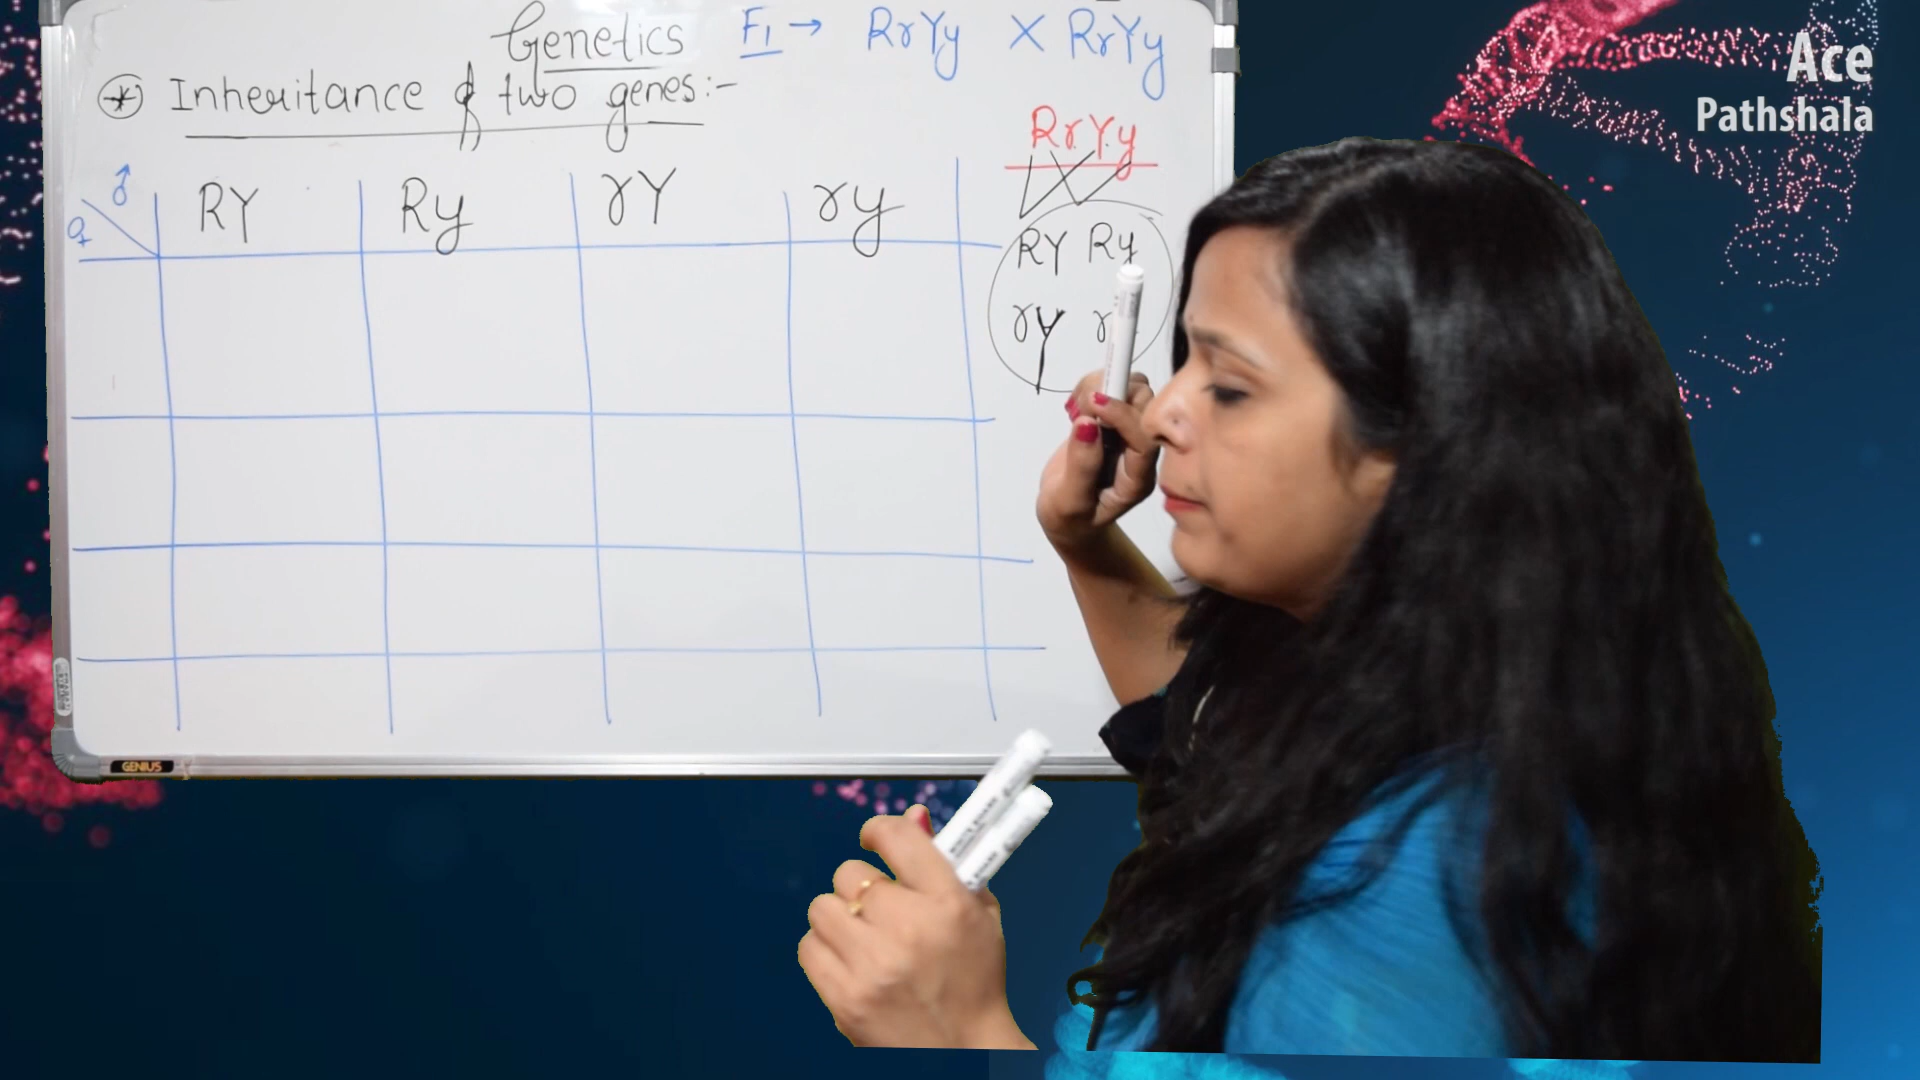 Genetics F1 → RrYy X RrYy
* Inheritance of two genes:-
RrYy
♂
♀
RY Ry rY ry
RY Ry
rY r
GENIUS
Ace
Pathshala